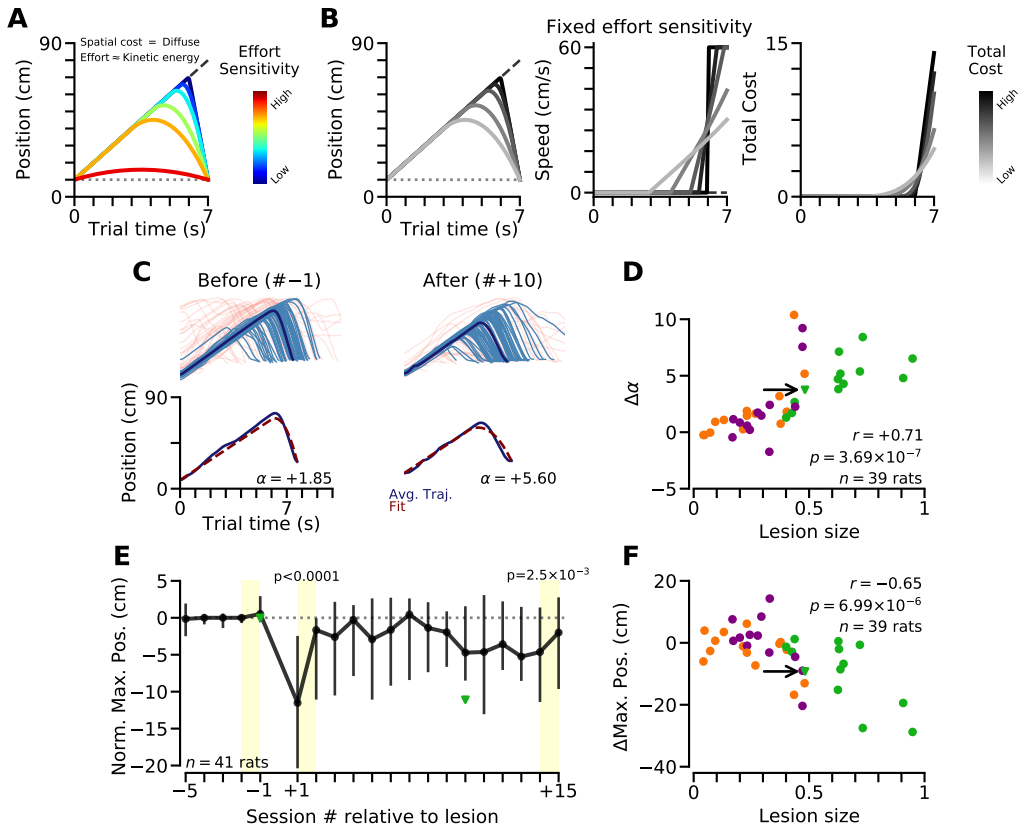 A
Spatial cost = Diffuse
Effort ≈ Kinetic energy
Effort
Sensitivity
High
Low
Position (cm)
90
0
0
7
Trial time (s)
B
Fixed effort sensitivity
Position (cm)
90
0
0
7
Trial time (s)
Speed (cm/s)
60
0
0
7
Total Cost
15
0
0
7
Total
Cost
High
Low
C
Before (#−1)
After (#+10)
Position (cm)
90
0
0
7
Trial time (s)
α = +1.85
α = +5.60
Avg. Traj.
Fit
D
Δα
10
5
0
−5
0
0.5
1
Lesion size
r = +0.71
p = 3.69×10⁻⁷
n = 39 rats
E
Norm. Max. Pos. (cm)
5
0
−5
−10
−15
−20
p<0.0001
p=2.5×10⁻³
n = 41 rats
−5
−1
+1
+15
Session # relative to lesion
F
ΔMax. Pos. (cm)
20
0
−20
−40
r = −0.65
p = 6.99×10⁻⁶
n = 39 rats
0
0.5
1
Lesion size